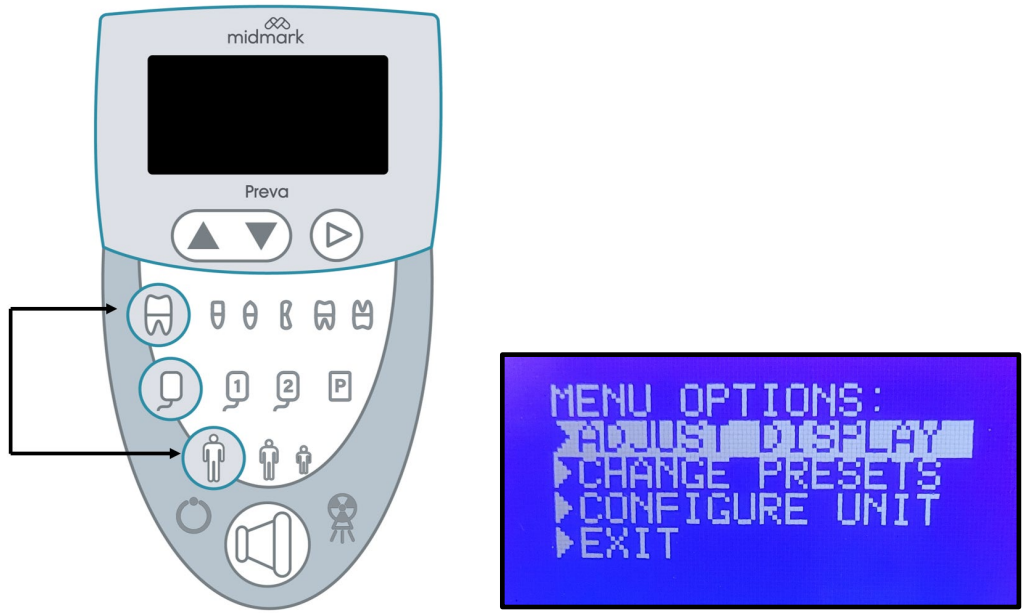 midmark
Preva
1
2
P
MENU OPTIONS:
ADJUST DISPLAY
CHANGE PRESETS
CONFIGURE UNIT
EXIT